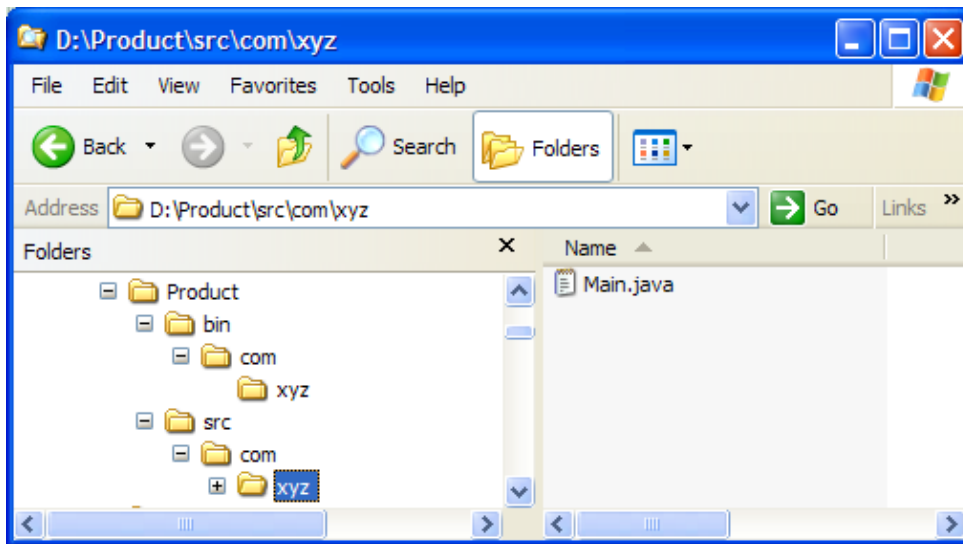 D:\Product\src\com\xyz
File Edit View Favorites Tools Help
Back Search Folders
Address D:\Product\src\com\xyz Go Links »
Folders Name
Product Main.java
bin
com
xyz
src
com
xyz